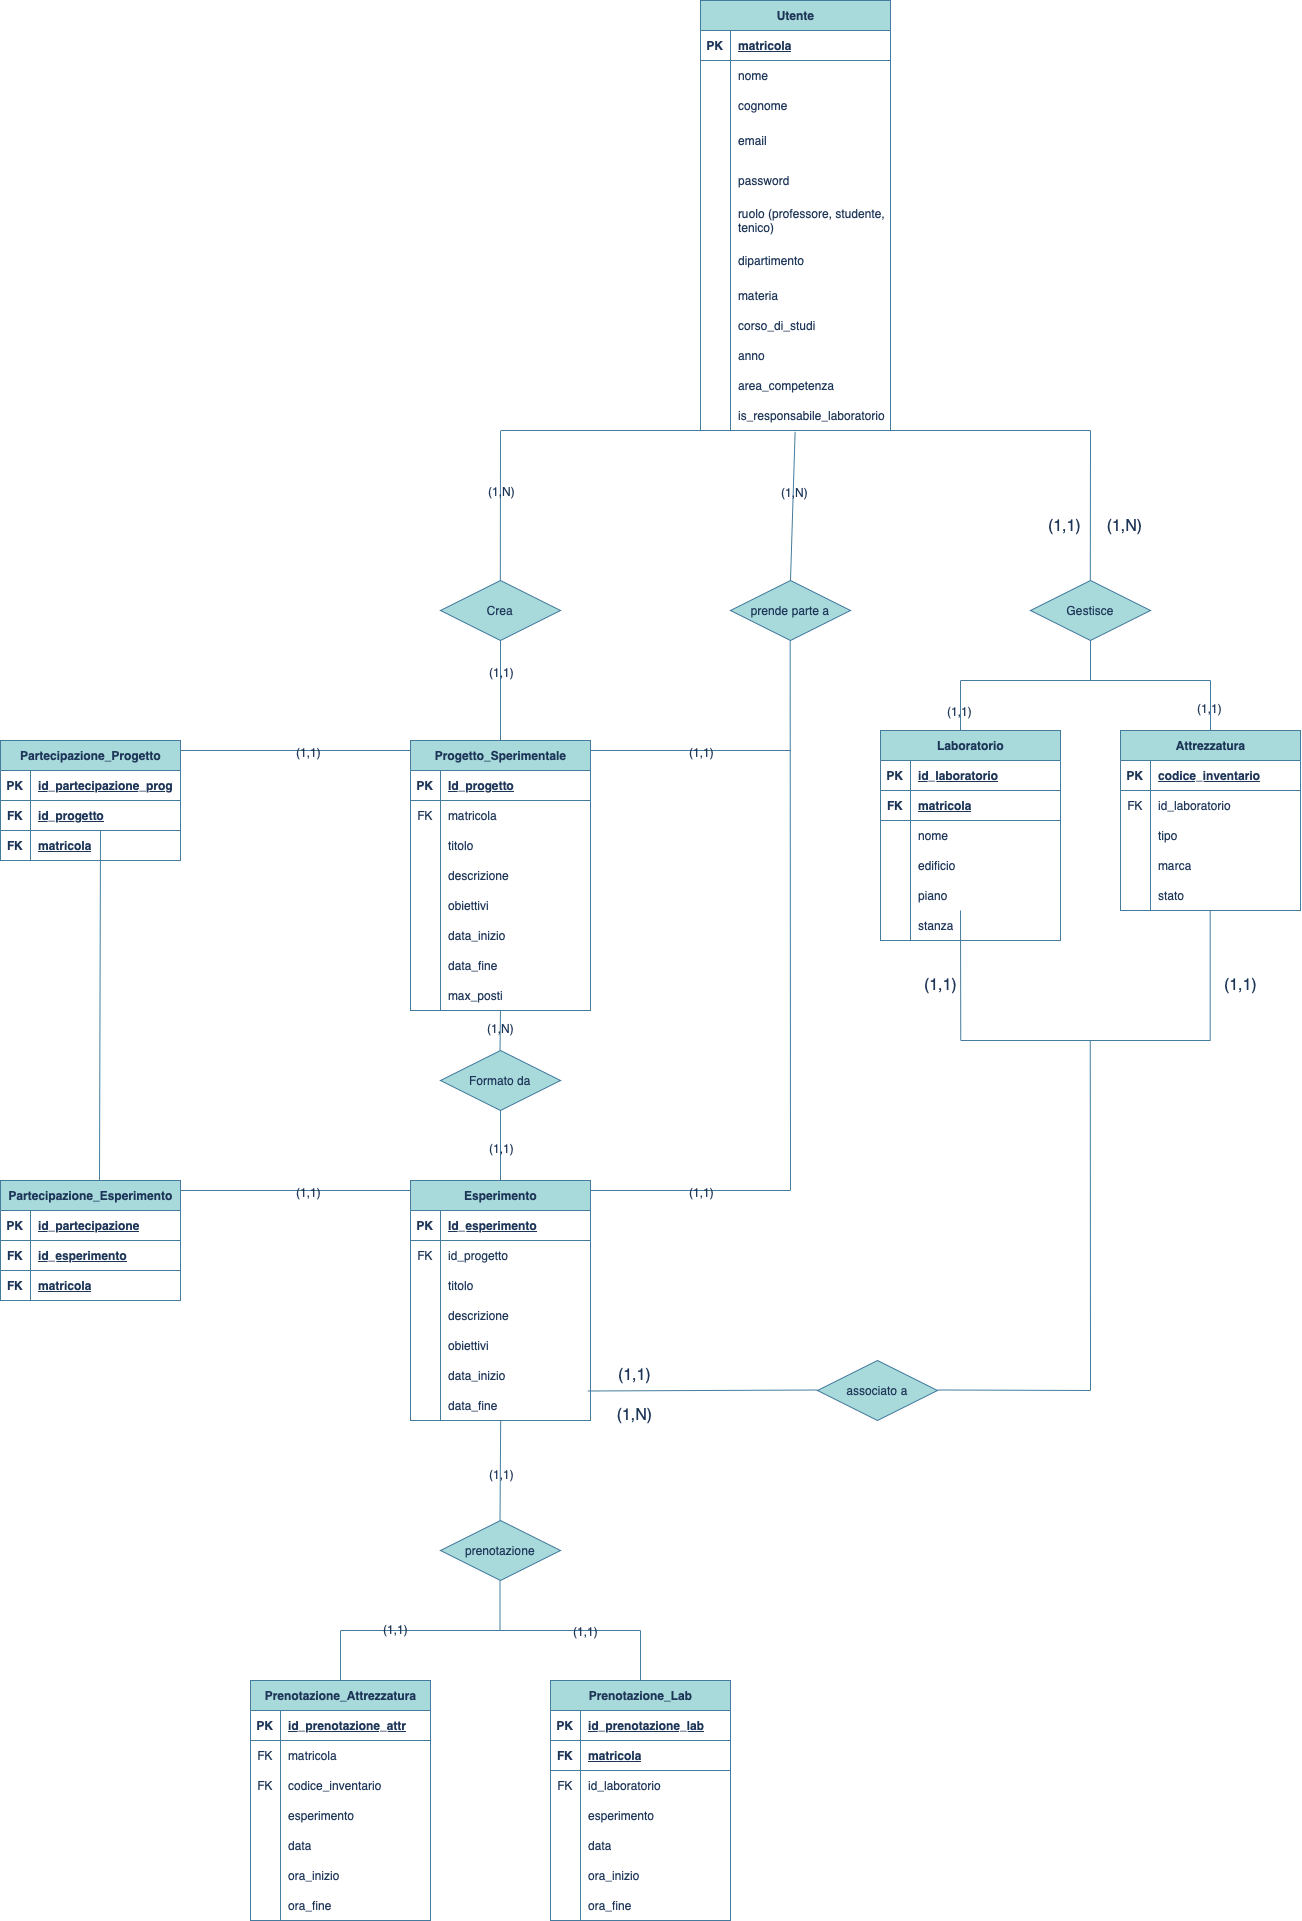 Utente
PK matricola
nome
cognome
email
password
ruolo (professore, studente,
tenico)
dipartimento
materia
corso_di_studi
anno
area_competenza
is_responsabile_laboratorio
(1,N)
(1,N)
(1,1) (1,N)
Crea
prende parte a
Gestisce
(1,1)
(1,1)
(1,1)
Partecipazione_Progetto
PK id_partecipazione_prog
FK id_progetto
FK matricola
(1,1)
Progetto_Sperimentale
PK Id_progetto
FK matricola
titolo
descrizione
obiettivi
data_inizio
data_fine
max_posti
(1,1)
Laboratorio
PK id_laboratorio
FK matricola
nome
edificio
piano
stanza
Attrezzatura
PK codice_inventario
FK id_laboratorio
tipo
marca
stato
(1,1)
(1,1)
(1,N)
Formato da
(1,1)
Partecipazione_Esperimento
PK id_partecipazione
FK id_esperimento
FK matricola
(1,1)
Esperimento
PK Id_esperimento
FK id_progetto
titolo
descrizione
obiettivi
data_inizio
data_fine
(1,1)
(1,1)
(1,N)
associato a
(1,1)
prenotazione
(1,1)
(1,1)
Prenotazione_Attrezzatura
PK id_prenotazione_attr
FK matricola
FK codice_inventario
esperimento
data
ora_inizio
ora_fine
Prenotazione_Lab
PK id_prenotazione_lab
FK matricola
FK id_laboratorio
esperimento
data
ora_inizio
ora_fine